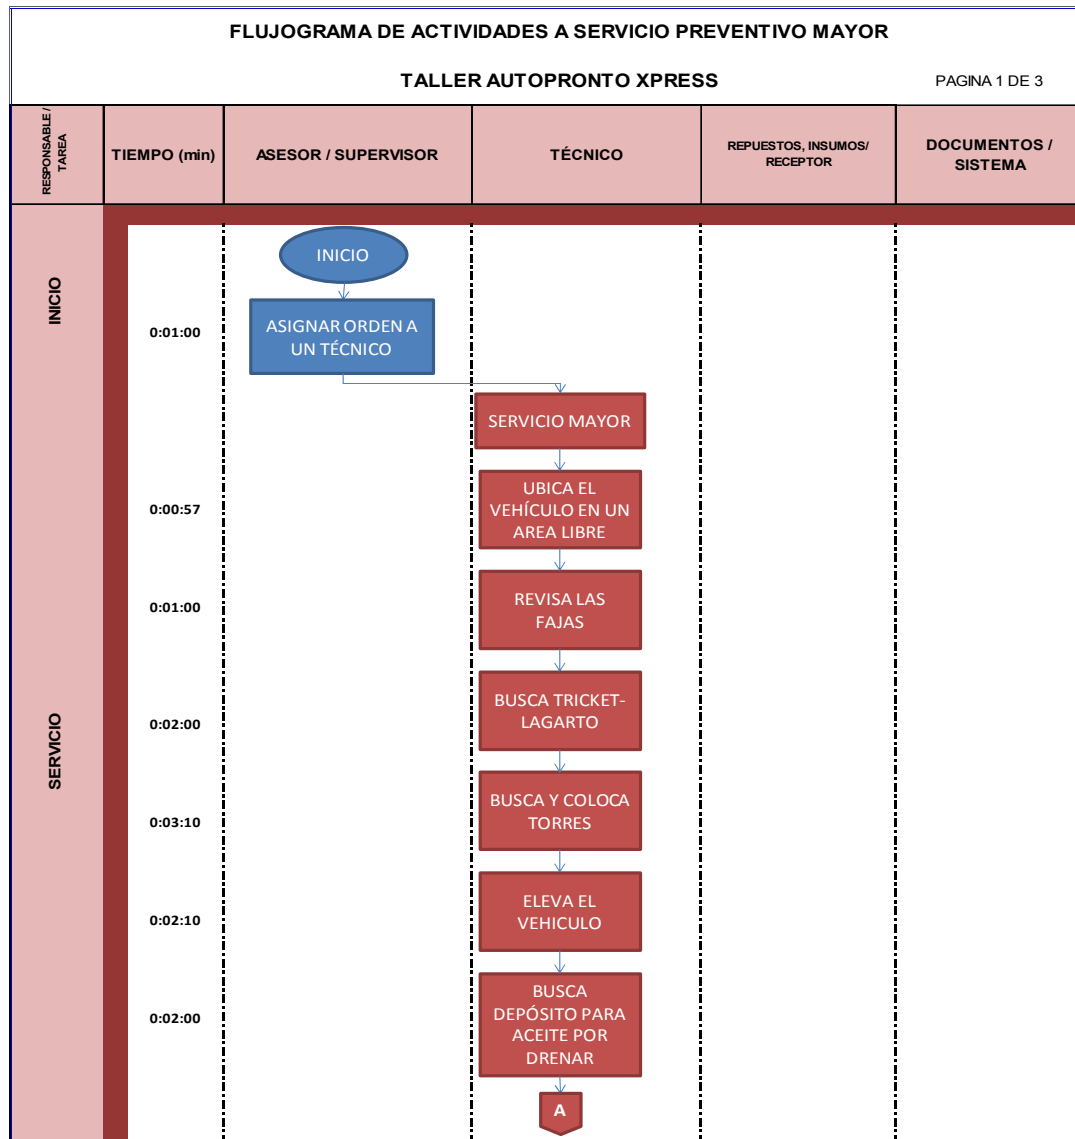 FLUJOGRAMA DE ACTIVIDADES A SERVICIO PREVENTIVO MAYOR
TALLER AUTOPRONTO XPRESS
PAGINA 1 DE 3
RESPONSABLE /
TAREA
TIEMPO (min)
ASESOR / SUPERVISOR
TÉCNICO
REPUESTOS, INSUMOS/
RECEPTOR
DOCUMENTOS /
SISTEMA
INICIO
INICIO
0:01:00
ASIGNAR ORDEN A
UN TÉCNICO
SERVICIO MAYOR
SERVICIO
0:00:57
UBICA EL
VEHÍCULO EN UN
AREA LIBRE
0:01:00
REVISA LAS
FAJAS
0:02:00
BUSCA TRICKET-
LAGARTO
0:03:10
BUSCA Y COLOCA
TORRES
0:02:10
ELEVA EL
VEHICULO
0:02:00
BUSCA
DEPÓSITO PARA
ACEITE POR
DRENAR
A